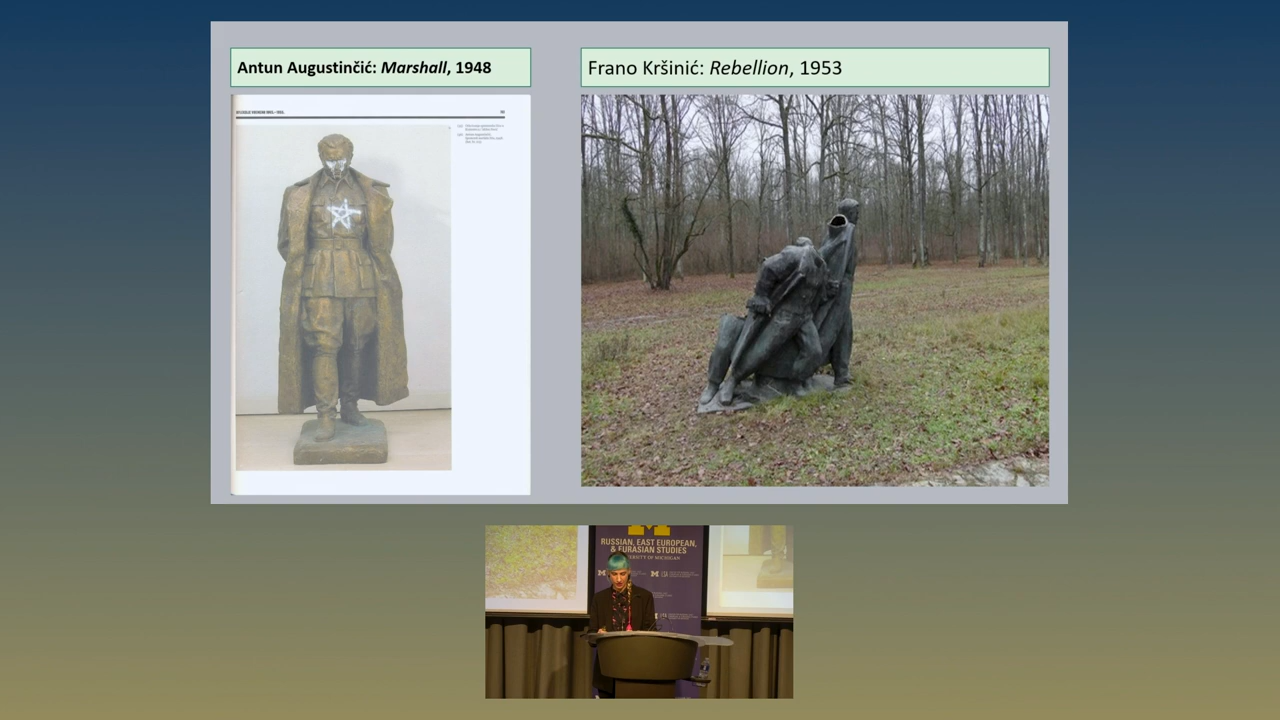 Antun Augustinčić: Marshall, 1948
Frano Kršinić: Rebellion, 1953
RUSSIAN, EAST EUROPEAN,
& EURASIAN STUDIES
UNIVERSITY OF MICHIGAN